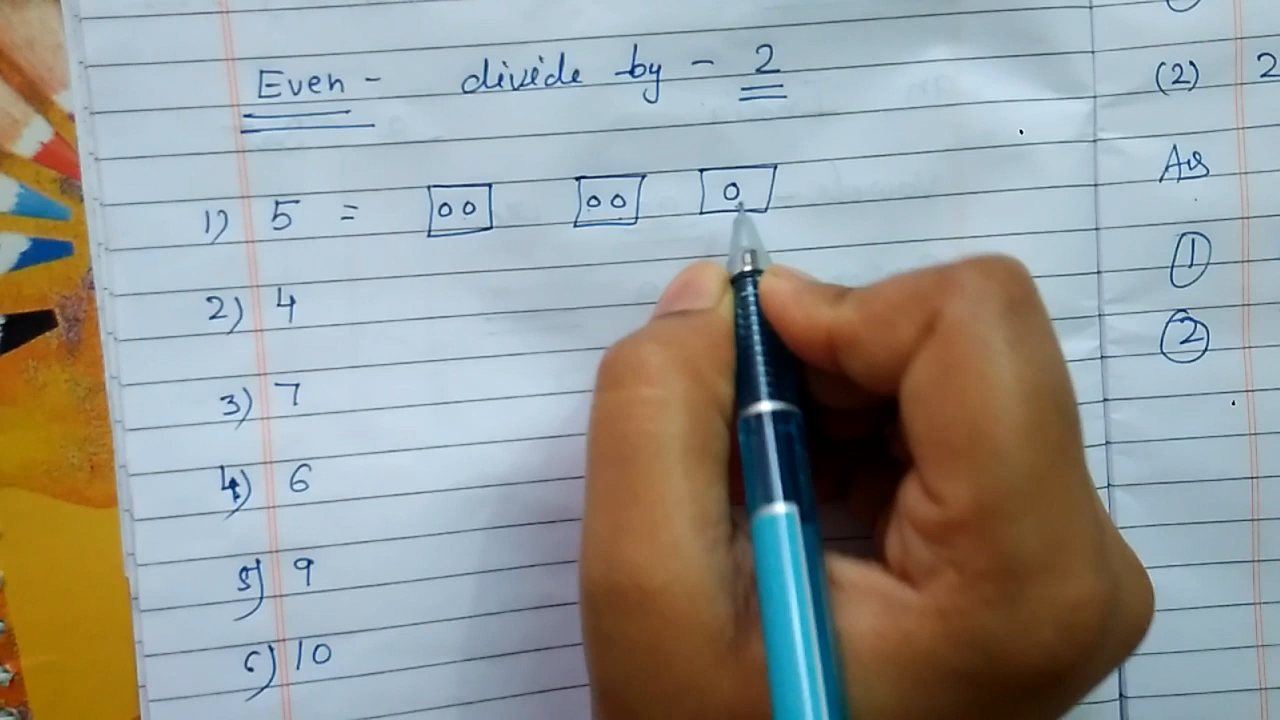 Even - divide by - 2
1) 5 = oo oo o
2) 4
3) 7
4) 6
5) 9
6) 10
(2) 2
Ans
1
2